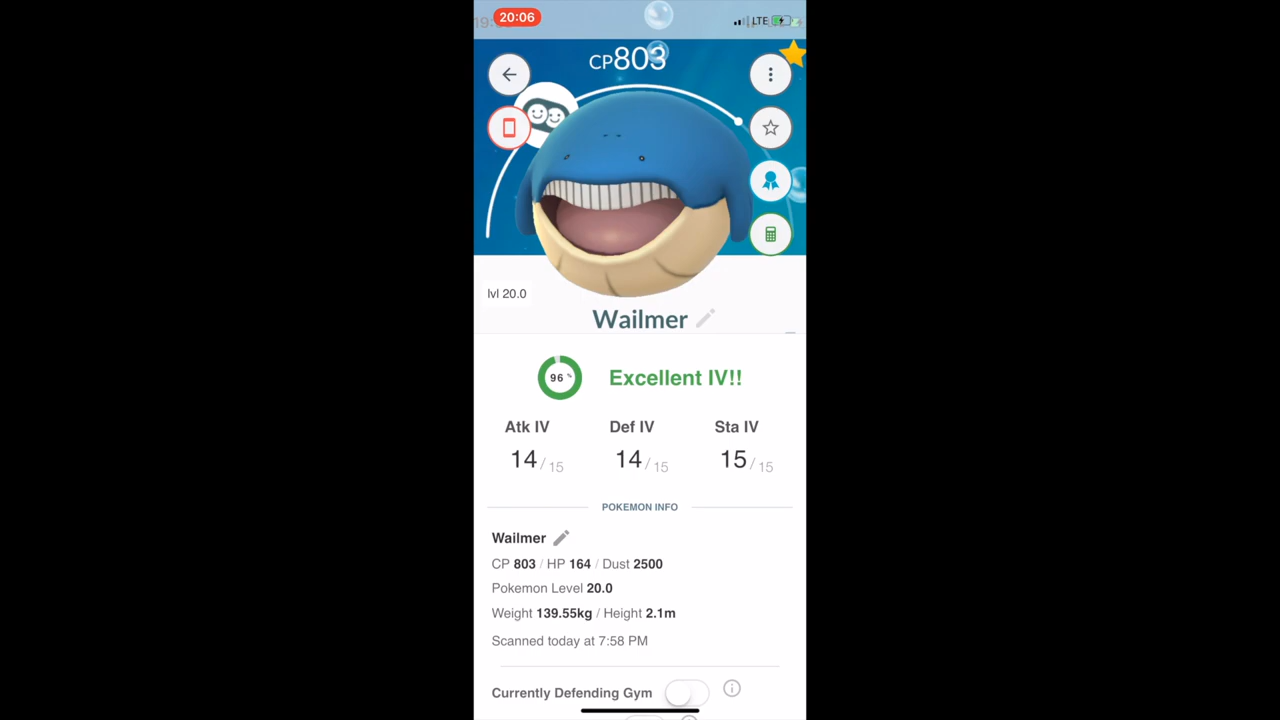 20:06
LTE
CP803
lvl 20.0
Wailmer
96 %
Excellent IV!!
Atk IV Def IV Sta IV
14/15 14/15 15/15
POKEMON INFO
Wailmer
CP 803 / HP 164 / Dust 2500
Pokemon Level 20.0
Weight 139.55kg / Height 2.1m
Scanned today at 7:58 PM
Currently Defending Gym